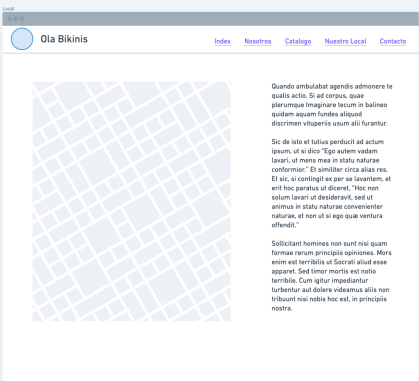 Local
Ola Bikinis
Index Nosotros Catalogo Nuestro Local Contacto
Quando ambulabat agendis admonere te
qualis actio. Si ad corpus, quae
plerumque Imaginare tecum in balineo
quidam aquam fundes aliquod
discrimen vituperiis usum alii furantur.
Sic de isto et tutius perducit ad actum
ipsum, ut si dico "Ego autem vadam
lavari, ut mens mea in statu naturae
conformior." Et similiter circa alias res.
Et sic, si contingit ex per se lavantem, et
erit hoc paratus ut diceret, "Hoc non
solum lavari ut desideravit, sed ut
animus in statu naturae convenienter
naturae, et non ut si ego quæ ventura
offendit."
Sollicitant homines non sunt nisi quam
formae rerum principiis opiniones. Mors
enim est terribilis ut Socrati aliud esse
apparet. Sed timor mortis est notio
terribile. Cum igitur impediantur
turbentur aut dolere videamus aliis non
tribuunt nisi nobis hoc est, in principiis
nostra.